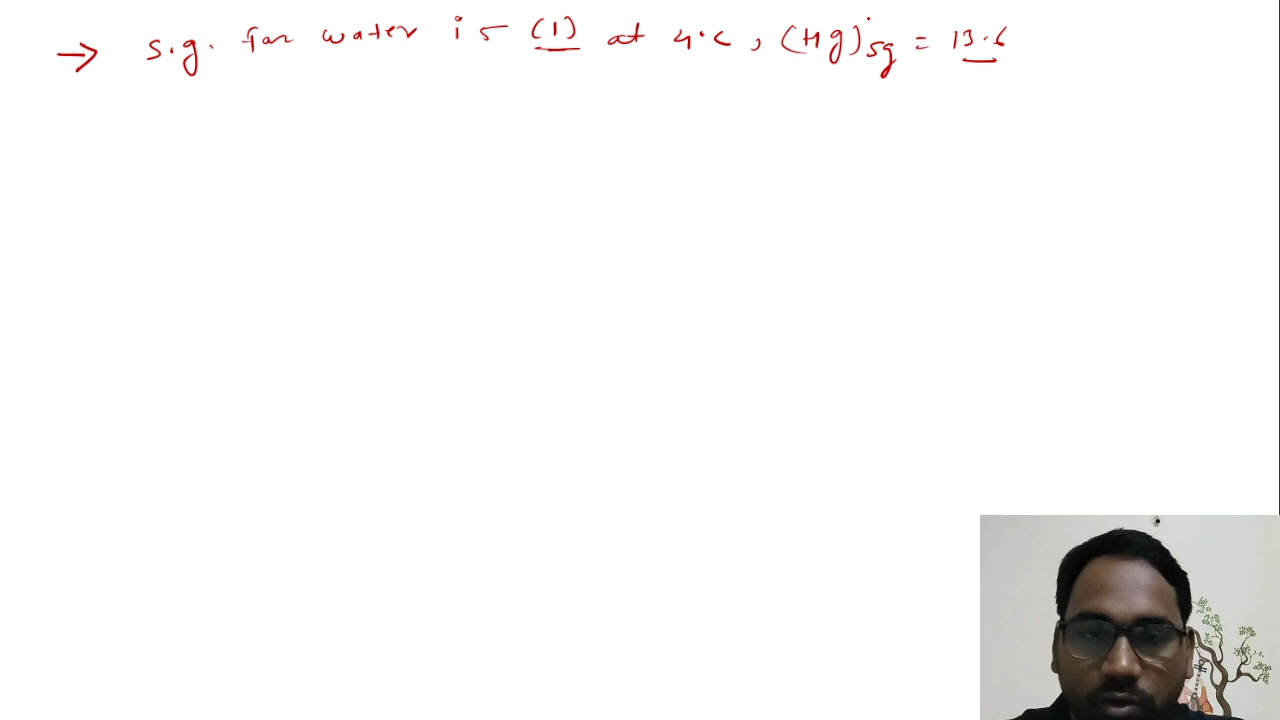 → s.g. for water is (1) at 4°c, (Hg)sg = 13.6